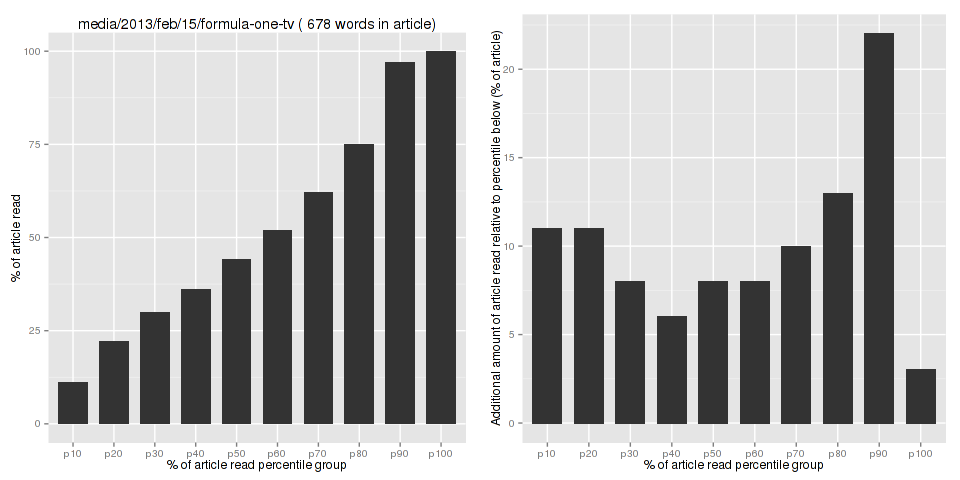 media/2013/feb/15/formula-one-tv ( 678 words in article)
% of article read
100
75
50
25
0
p10 p20 p30 p40 p50 p60 p70 p80 p90 p100
% of article read percentile group
Additional amount of article read relative to percentile below (% of article)
20
15
10
5
0
p10 p20 p30 p40 p50 p60 p70 p80 p90 p100
% of article read percentile group